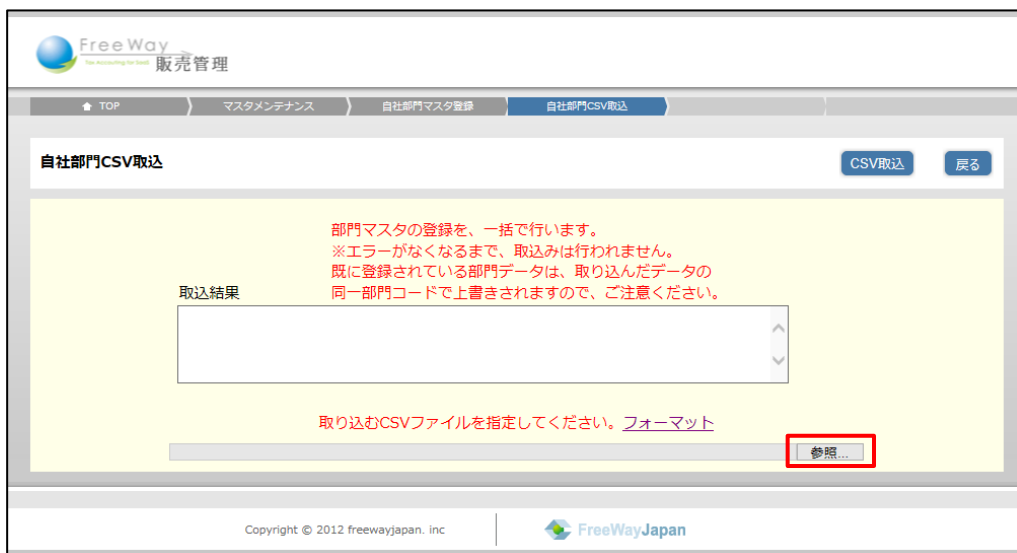 FreeWay
Tax Accounting for SaaS
販売管理
TOP
マスタメンテナンス
自社部門マスタ登録
自社部門CSV取込
自社部門CSV取込
CSV取込
戻る
部門マスタの登録を、一括で行います。
※エラーがなくなるまで、取込みは行われません。
既に登録されている部門データは、取り込んだデータの
取込結果
同一部門コードで上書きされますので、ご注意ください。
取り込むCSVファイルを指定してください。フォーマット
参照...
Copyright © 2012 freewayjapan. inc
FreeWayJapan